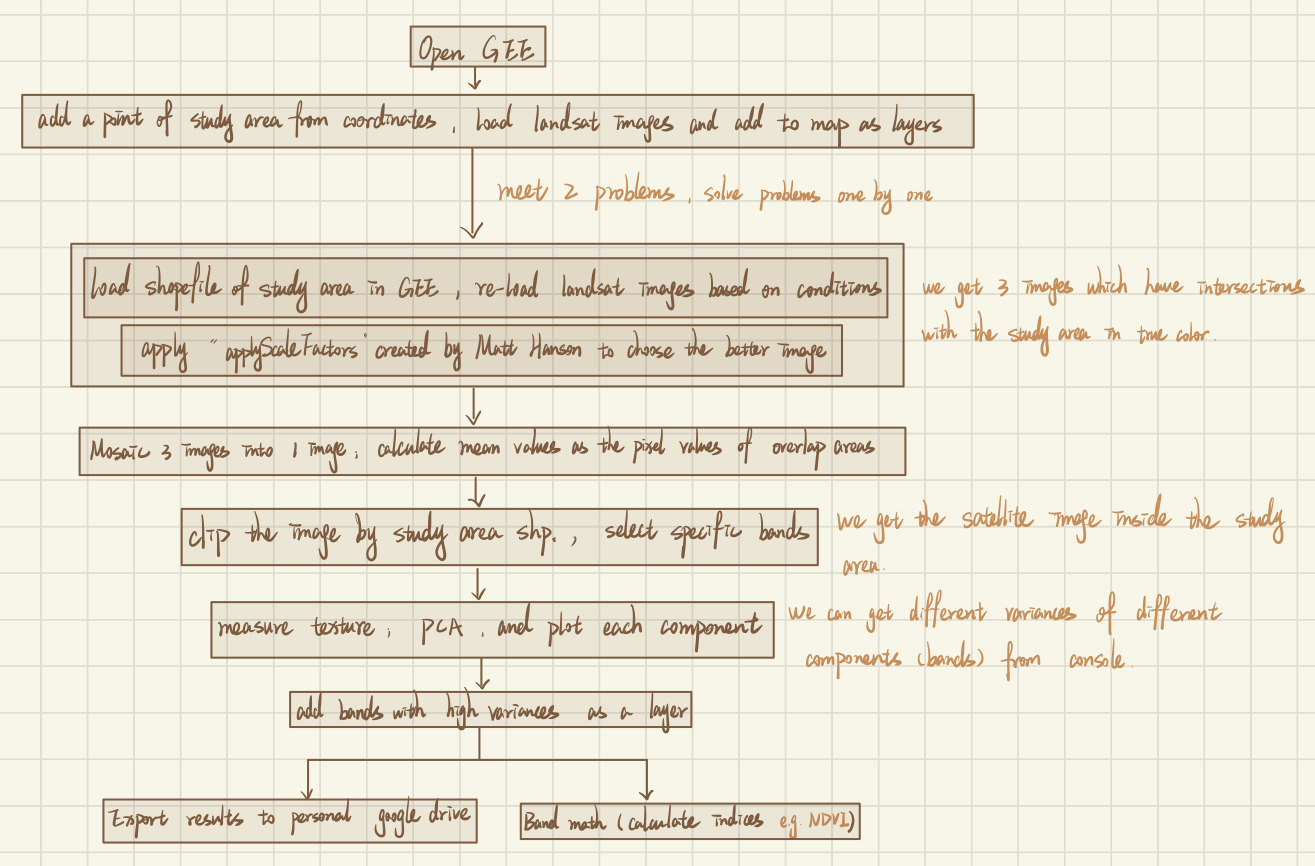 Open GEE
add a point of study area from coordinates, load landsat images and add to map as layers
meet 2 problems, solve problems one by one
load shapefile of study area in GEE, re-load landsat images based on conditions
we get 3 images which have intersections
with the study area in true color.
apply "applyScaleFactors" created by Matt Hanson to choose the better image
Mosaic 3 images into 1 image, calculate mean values as the pixel values of overlap areas
clip the image by study area shp., select specific bands
we get the satellite image inside the study
area.
measure texture, PCA, and plot each component
We can get different variances of different
components (bands) from console.
add bands with high variances as a layer
Export results to personal google drive
Band math (calculate indices e.g. NDVI)